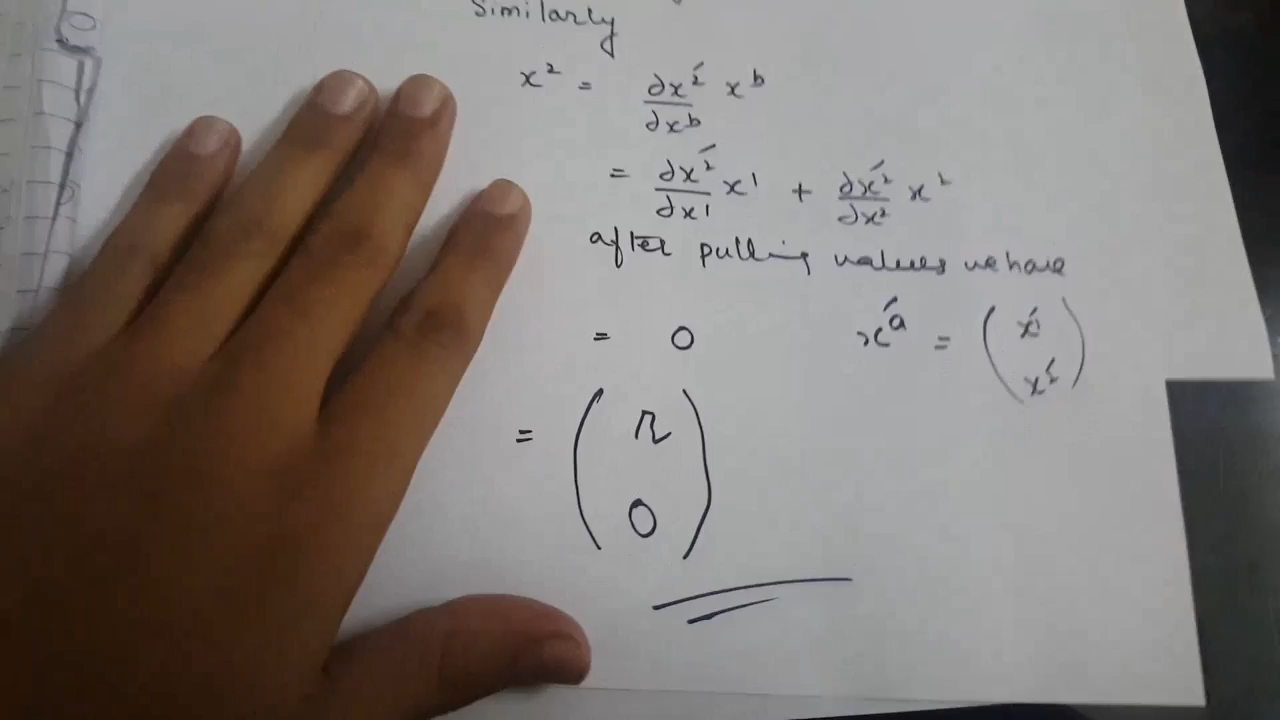 Similarly
x² = ∂x́²/∂xᵇ xᵇ
= ∂x́²/∂x¹ x¹ + ∂x́²/∂x² x²
after putting values we have
= 0 x́ᵃ = ( x́¹ x́² )
= ( r 0 )